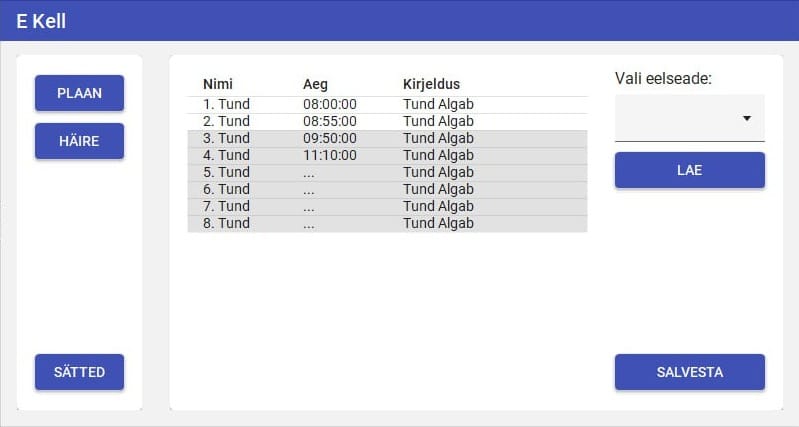 E Kell
PLAAN
HÄIRE
SÄTTED
Nimi Aeg Kirjeldus
1. Tund 08:00:00 Tund Algab
2. Tund 08:55:00 Tund Algab
3. Tund 09:50:00 Tund Algab
4. Tund 11:10:00 Tund Algab
5. Tund ... Tund Algab
6. Tund ... Tund Algab
7. Tund ... Tund Algab
8. Tund ... Tund Algab
Vali eelseade:
LAE
SALVESTA